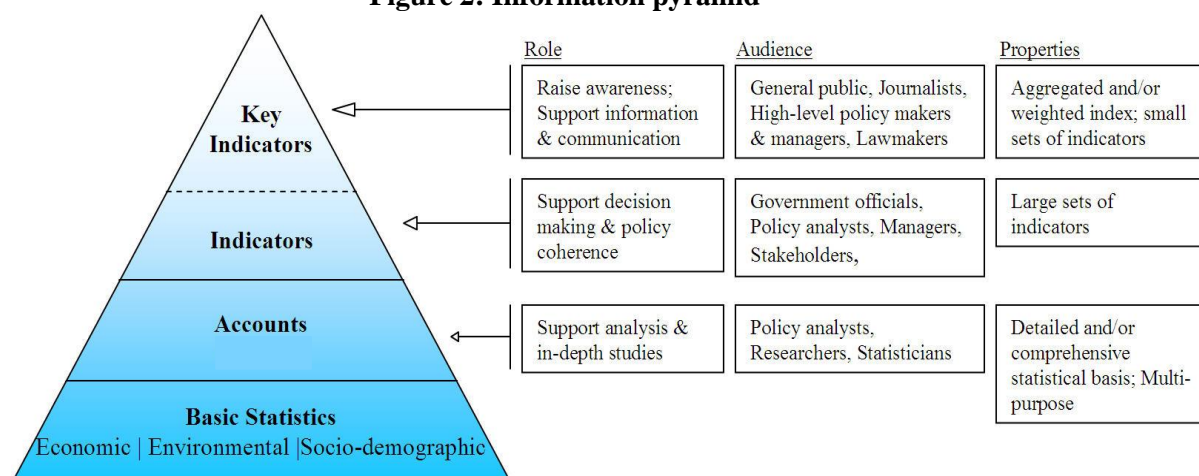 Figure 2: Information pyramid
Role
Audience
Properties
Key
Indicators
Raise awareness;
Support information
& communication
General public, Journalists,
High-level policy makers
& managers, Lawmakers
Aggregated and/or
weighted index; small
sets of indicators
Indicators
Support decision
making & policy
coherence
Government officials,
Policy analysts, Managers,
Stakeholders,
Large sets of
indicators
Accounts
Support analysis &
in-depth studies
Policy analysts,
Researchers, Statisticians
Detailed and/or
comprehensive
statistical basis; Multi-
purpose
Basic Statistics
Economic | Environmental |Socio-demographic